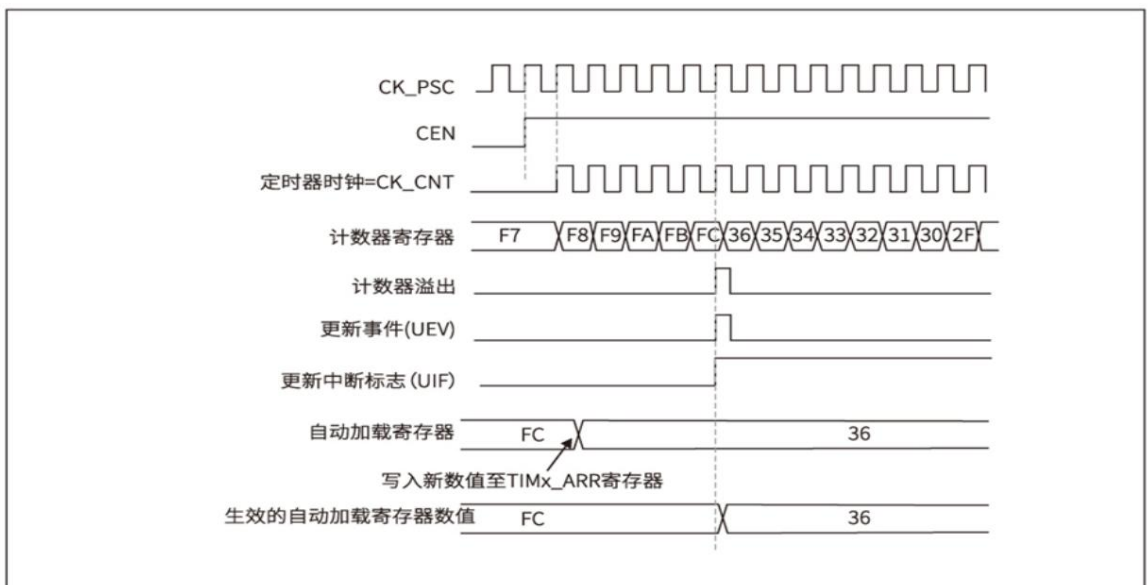 CK_PSC
CEN
定时器时钟=CK_CNT
计数器寄存器 F7 F8 F9 FA FB FC 36 35 34 33 32 31 30 2F
计数器溢出
更新事件(UEV)
更新中断标志(UIF)
自动加载寄存器 FC 36
写入新数值至TIMx_ARR寄存器
生效的自动加载寄存器数值 FC 36